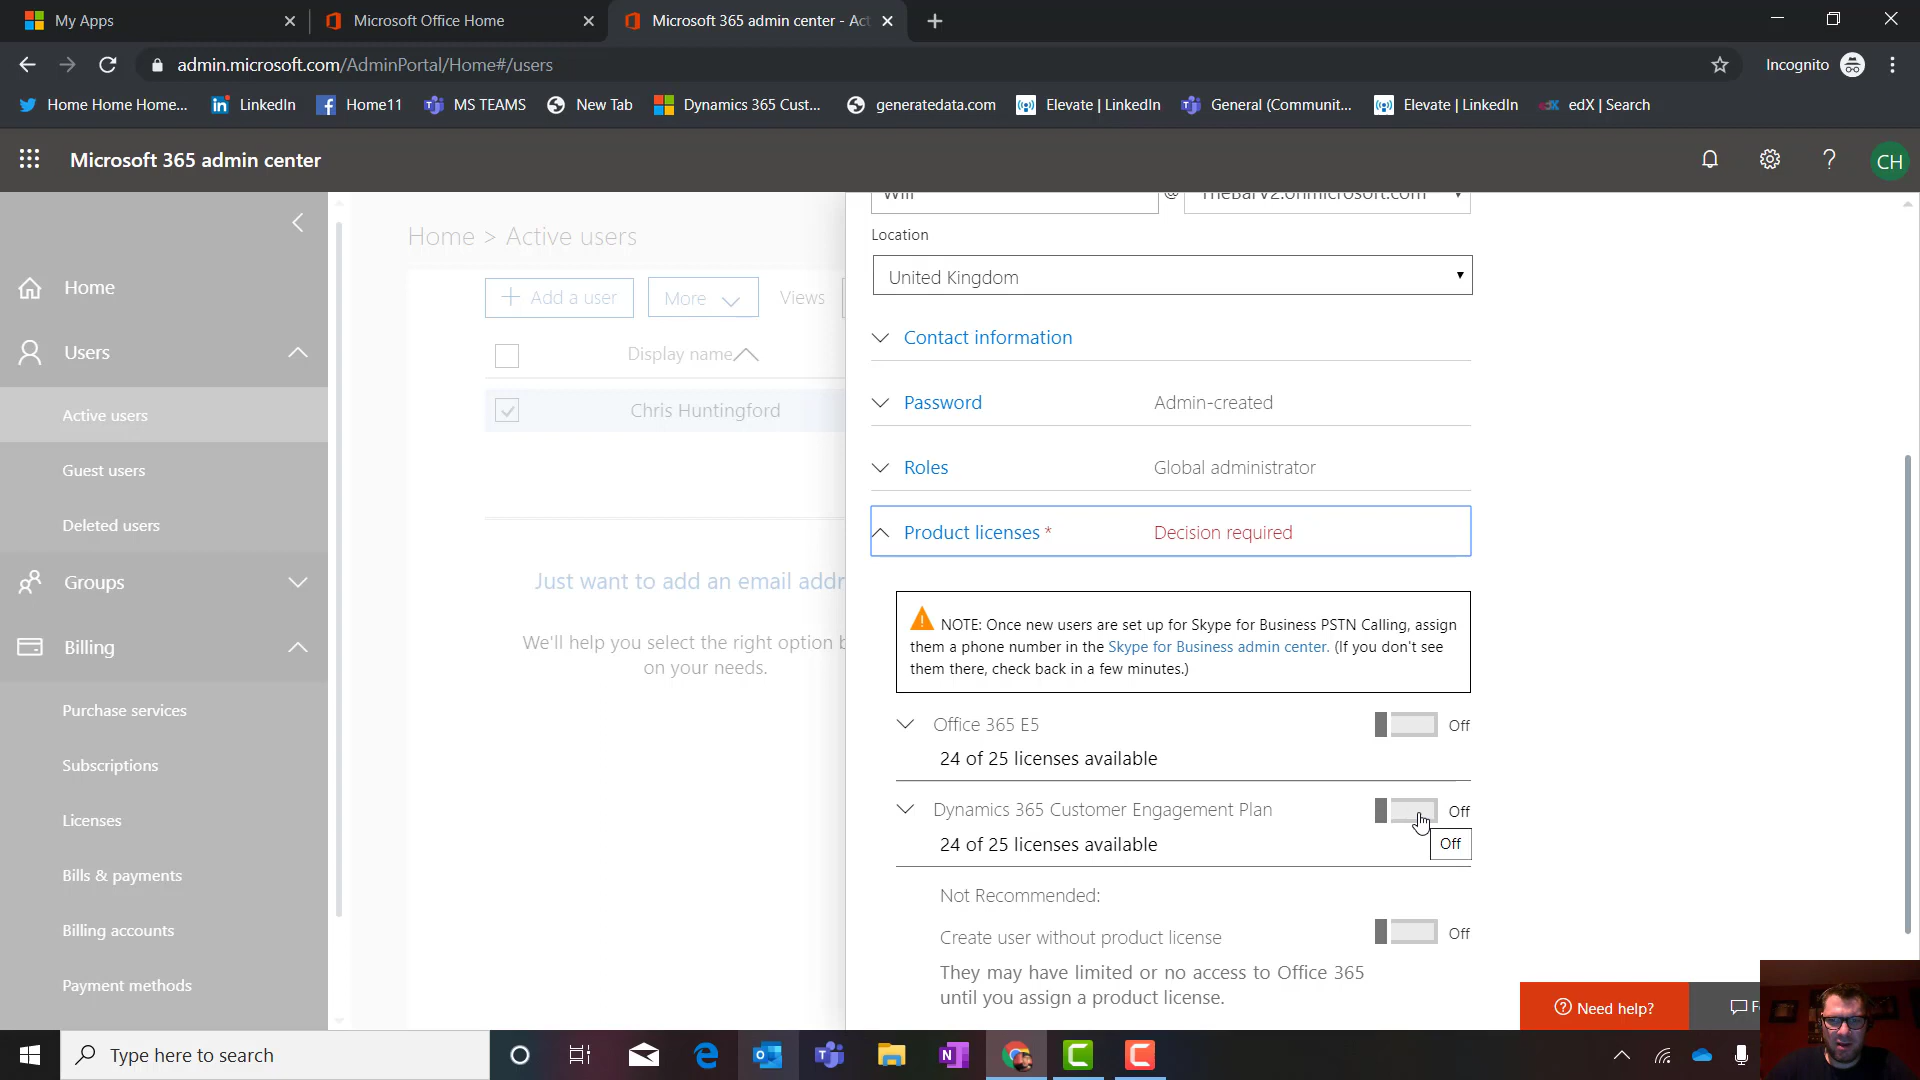 My Apps
Microsoft Office Home
Microsoft 365 admin center - Act
admin.microsoft.com/AdminPortal/Home#/users
Incognito
Home Home Home...
LinkedIn
Home11
MS TEAMS
New Tab
Dynamics 365 Cust...
generatedata.com
Elevate | LinkedIn
General (Communit...
Elevate | LinkedIn
edX | Search
Microsoft 365 admin center
CH
Home
Users
Active users
Guest users
Deleted users
Groups
Billing
Purchase services
Subscriptions
Licenses
Bills & payments
Billing accounts
Payment methods
Home > Active users
Add a user
More
Views
Display name
Chris Huntingford
Just want to add an email addr
We'll help you select the right option b
on your needs.
Will @ TheBarV2.onmicrosoft.com
Location
United Kingdom
Contact information
Password Admin-created
Roles Global administrator
Product licenses * Decision required
NOTE: Once new users are set up for Skype for Business PSTN Calling, assign
them a phone number in the Skype for Business admin center. (If you don't see
them there, check back in a few minutes.)
Office 365 E5 Off
24 of 25 licenses available
Dynamics 365 Customer Engagement Plan Off
Off
24 of 25 licenses available
Not Recommended:
Create user without product license Off
They may have limited or no access to Office 365
until you assign a product license.
Need help?
F
Type here to search